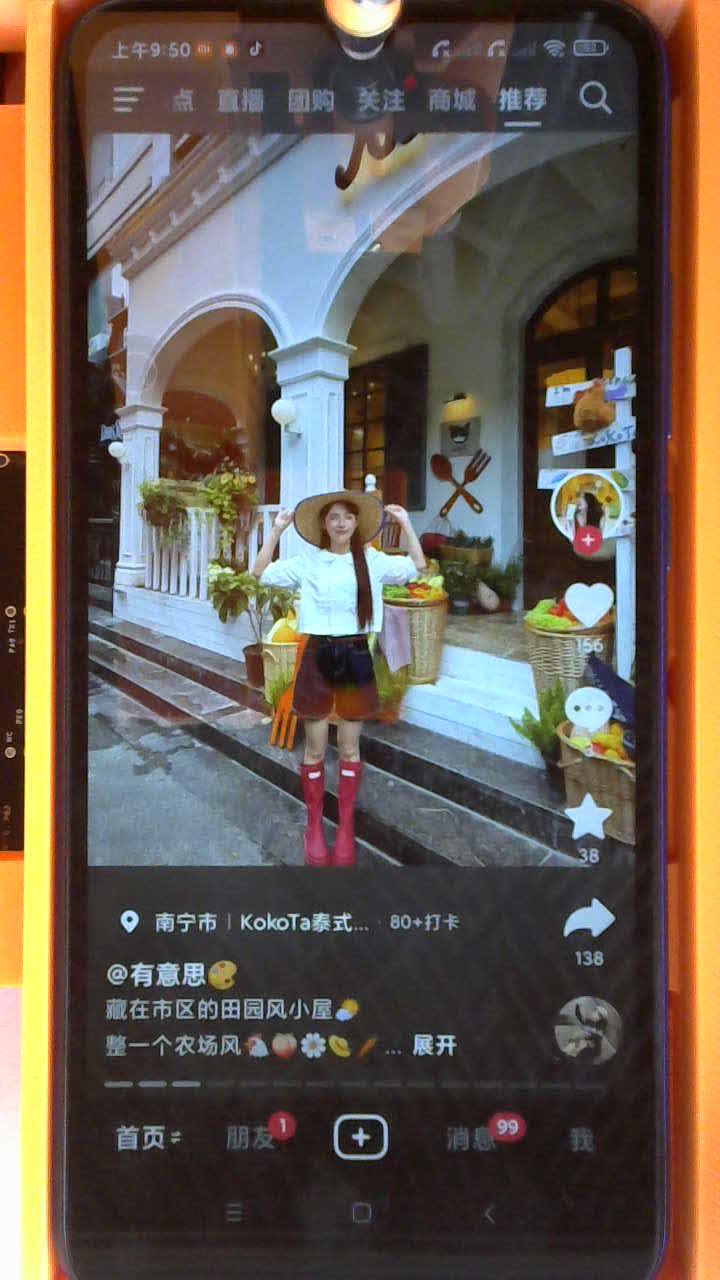 上午9:50
点 直播 团购 关注 商城 推荐
KoKoT
156
38
南宁市 | KokoTa泰式... · 80+打卡
138
@有意思🎨
藏在市区的田园风小屋🌤️
... 展开
整一个农场风🐔🍑🌼👒🥕 ... 展开
首页 朋友 1 消息 99 我